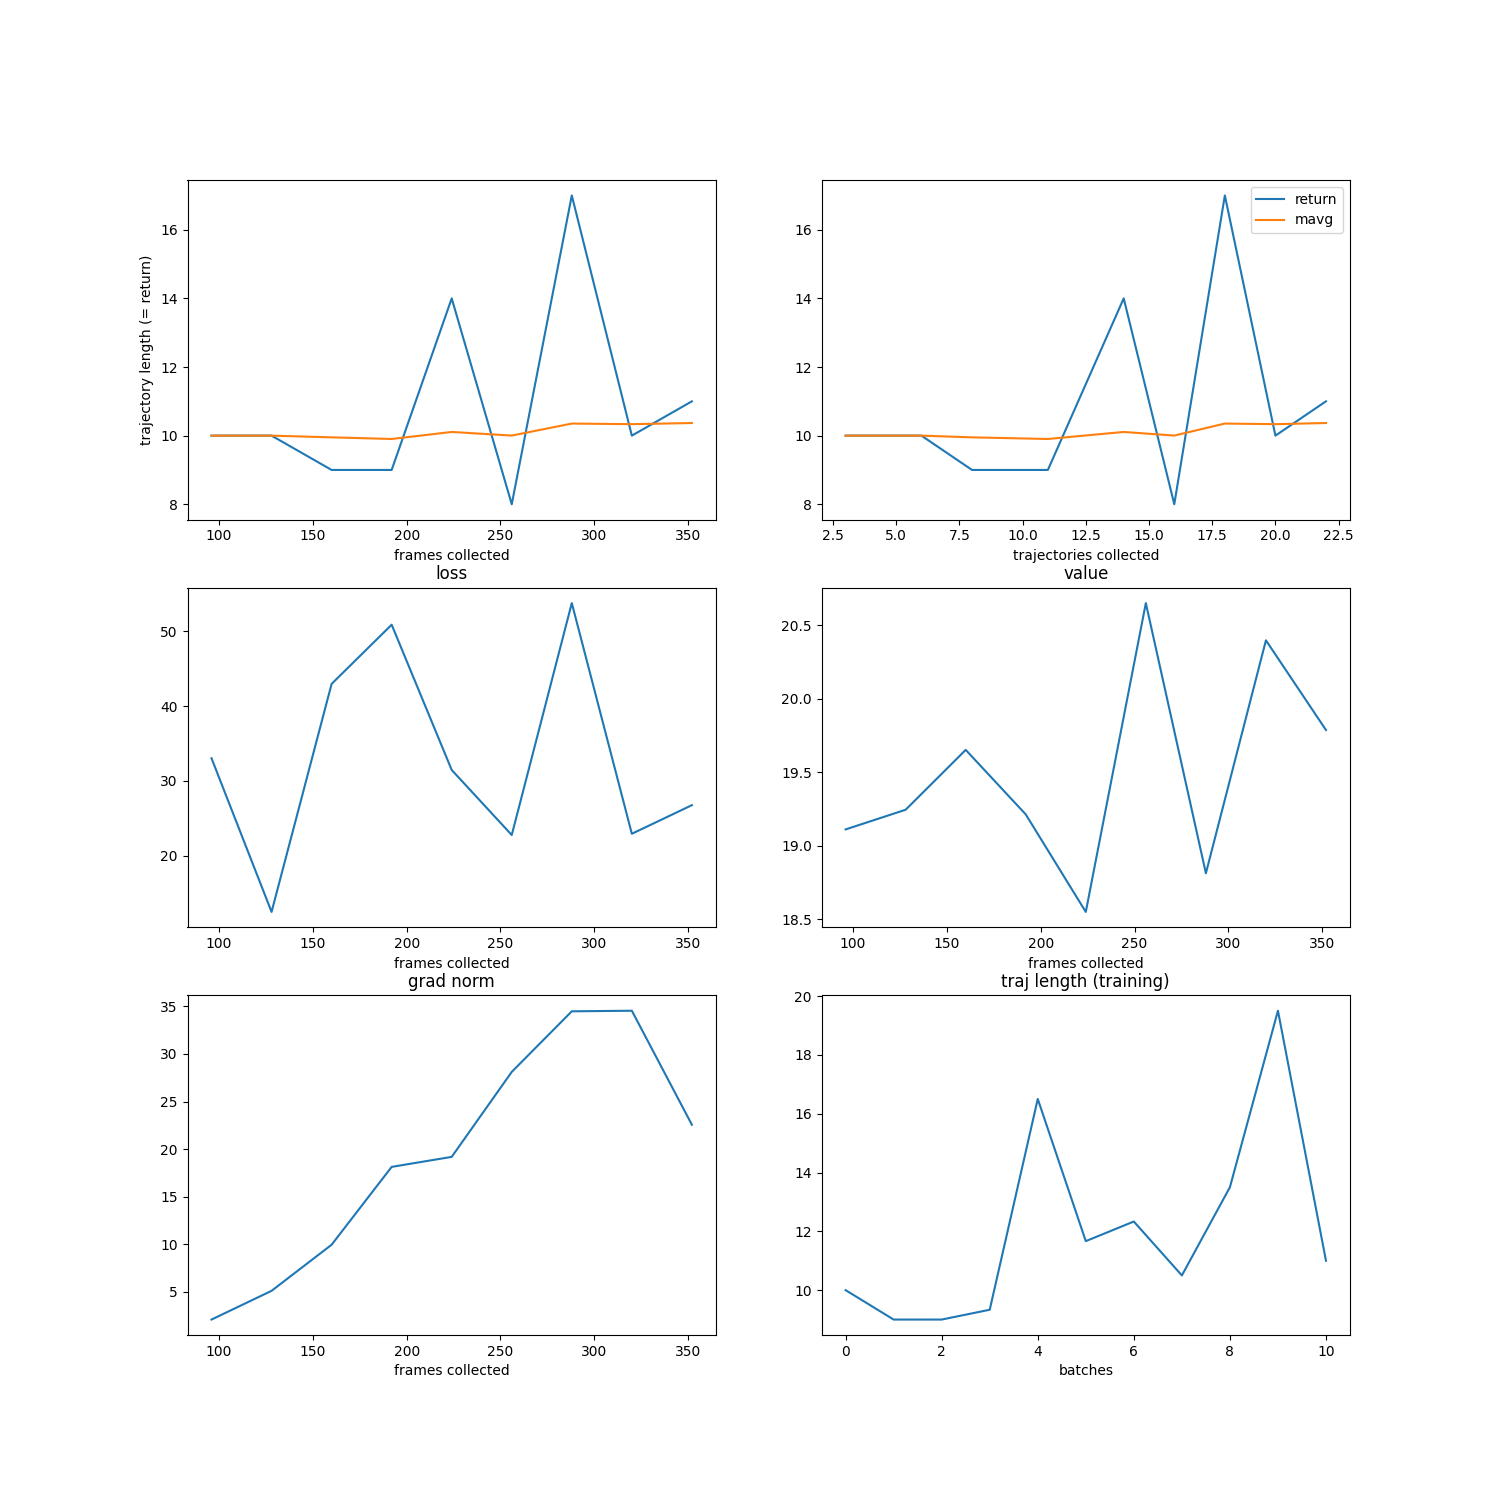 trajectory length (= return)
16
14
12
10
8
100 150 200 250 300 350
frames collected
return
mavg
16
14
12
10
8
2.5 5.0 7.5 10.0 12.5 15.0 17.5 20.0 22.5
trajectories collected
loss
50
40
30
20
100 150 200 250 300 350
frames collected
value
20.5
20.0
19.5
19.0
18.5
100 150 200 250 300 350
frames collected
grad norm
35
30
25
20
15
10
5
100 150 200 250 300 350
frames collected
traj length (training)
20
18
16
14
12
10
0 2 4 6 8 10
batches